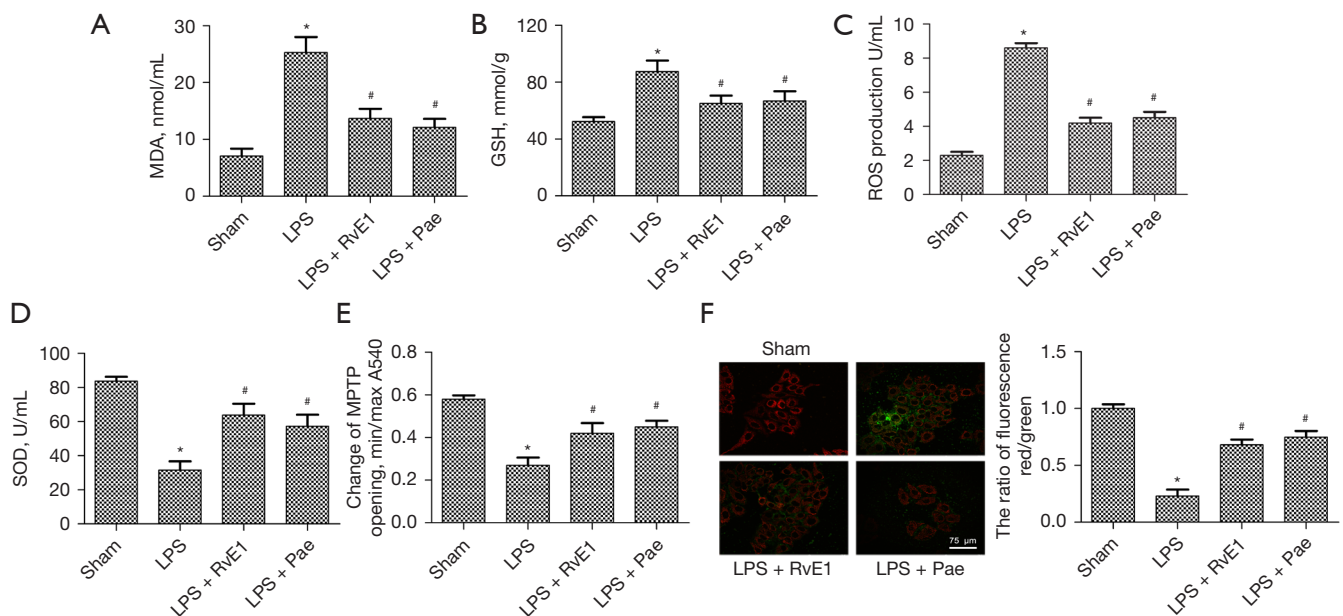 A
MDA, nmol/mL
30
20
10
0
*
#
#
Sham
LPS
LPS + RvE1
LPS + Pae
B
GSH, mmol/g
120
90
60
30
0
*
#
#
Sham
LPS
LPS + RvE1
LPS + Pae
C
ROS production U/mL
10
8
6
4
2
0
*
#
#
Sham
LPS
LPS + RvE1
LPS + Pae
D
SOD, U/mL
100
80
60
40
20
0
*
#
#
Sham
LPS
LPS + RvE1
LPS + Pae
E
Change of MPTP
opening, min/max A540
0.8
0.6
0.4
0.2
0.0
*
#
#
Sham
LPS
LPS + RvE1
LPS + Pae
F
Sham
75 μm
LPS + RvE1
LPS + Pae
The ratio of fluorescence
red/green
1.5
1.0
0.5
0.0
*
#
#
Sham
LPS
LPS + RvE1
LPS + Pae